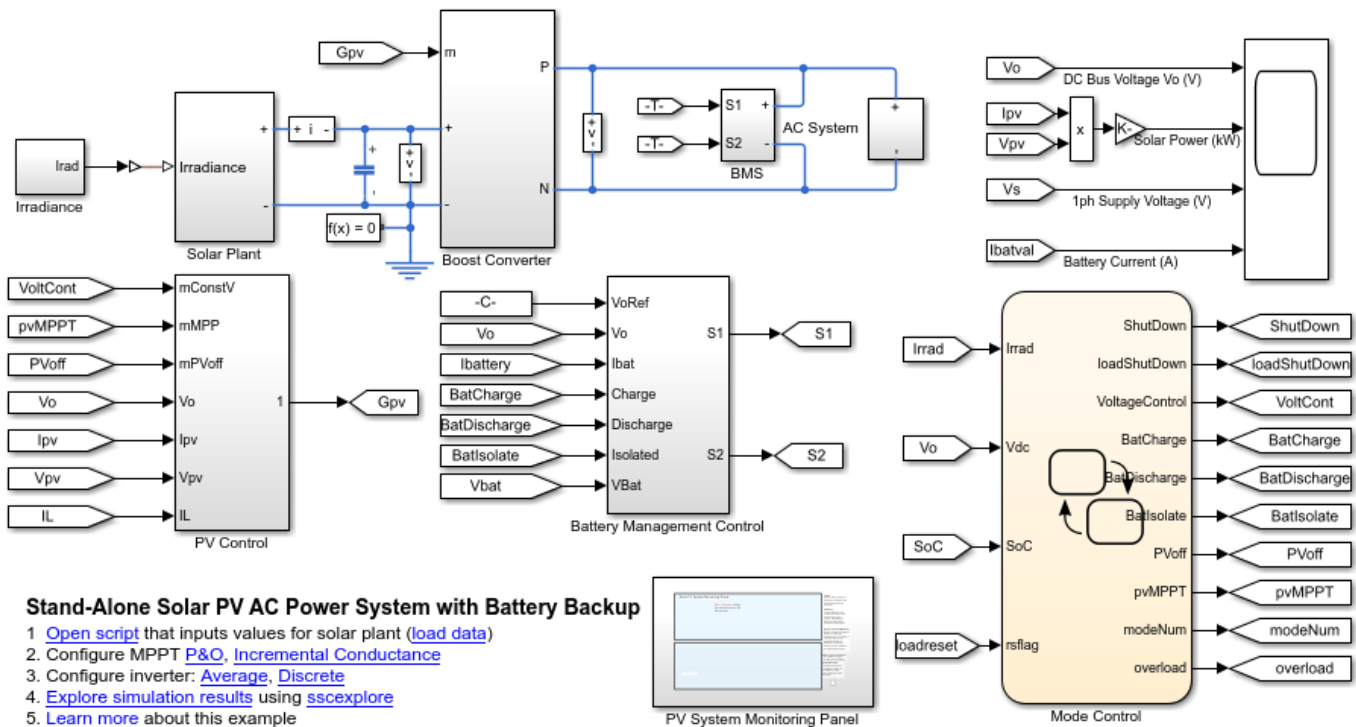 Gpv
m
P
N
+
-
Irad
Irradiance
Irradiance
+
-
Solar Plant
+ i -
+
-
+ v -
f(x) = 0
Boost Converter
+ v -
-T-
-T-
S1
S2
+
-
BMS
AC System
+
-
Vo
DC Bus Voltage Vo (V)
Ipv
Vpv
x
K-
Solar Power (kW)
Vs
1ph Supply Voltage (V)
Ibatval
Battery Current (A)
VoltCont
pvMPPT
PVoff
Vo
Ipv
Vpv
IL
mConstV
mMPP
mPVoff
Vo
Ipv
Vpv
IL
1
Gpv
PV Control
-C-
Vo
Ibattery
BatCharge
BatDischarge
BatIsolate
Vbat
VoRef
Vo
Ibat
Charge
Discharge
Isolated
VBat
S1
S2
S1
S2
Battery Management Control
Irrad
Vo
SoC
loadreset
Irrad
Vdc
SoC
rsflag
ShutDown
loadShutDown
VoltageControl
BatCharge
BatDischarge
BatIsolate
PVoff
pvMPPT
modeNum
overload
ShutDown
loadShutDown
VoltCont
BatCharge
BatDischarge
BatIsolate
PVoff
pvMPPT
modeNum
overload
Mode Control
Stand-Alone Solar PV AC Power System with Battery Backup
1 Open script that inputs values for solar plant (load data)
2. Configure MPPT P&O, Incremental Conductance
3. Configure inverter: Average, Discrete
4. Explore simulation results using sscexplore
5. Learn more about this example
PV System Monitoring Panel